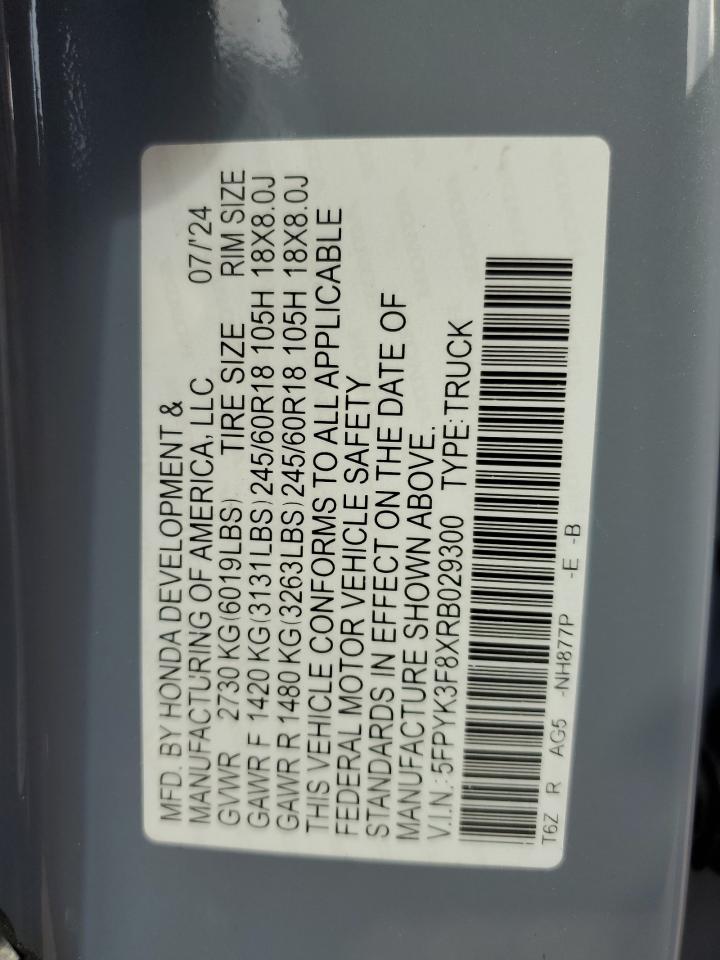 MFD. BY HONDA DEVELOPMENT &
MANUFACTURING OF AMERICA, LLC 07/'24
GVWR 2730 KG(6019LBS) TIRE SIZE RIM SIZE
GAWR F 1420 KG(3131LBS)245/60R18 105H 18X8.0J
GAWR R 1480 KG(3263LBS)245/60R18 105H 18X8.0J
THIS VEHICLE CONFORMS TO ALL APPLICABLE
FEDERAL MOTOR VEHICLE SAFETY
STANDARDS IN EFFECT ON THE DATE OF
MANUFACTURE SHOWN ABOVE.
V.I.N.:5FPYK3F8XRB029300 TYPE:TRUCK
T6Z R AG5 -NH877P -E -B